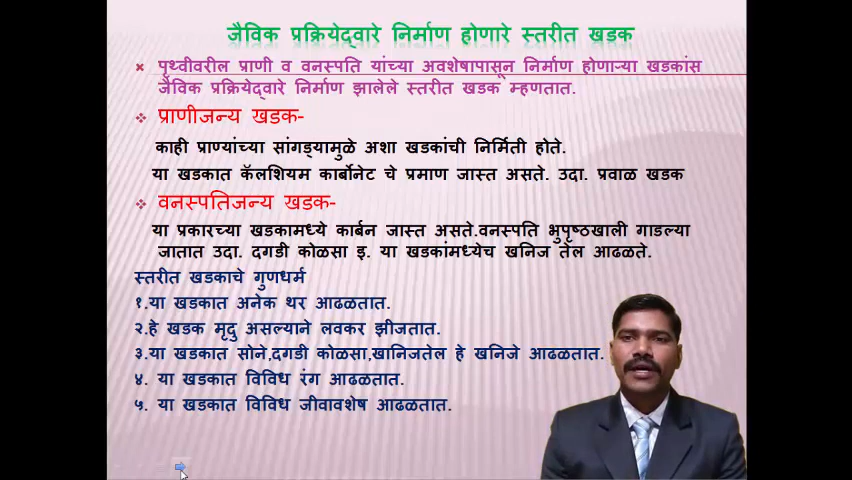 जैविक प्रक्रियेद्वारे निर्माण होणारे स्तरीत खडक
पृथ्वीवरील प्राणी व वनस्पति यांच्या अवशेषापासून निर्माण होणाऱ्या खडकांस
जैविक प्रक्रियेद्वारे निर्माण झालेले स्तरीत खडक म्हणतात.
प्राणीजन्य खडक-
काही प्राण्यांच्या सांगड्यामुळे अशा खडकांची निर्मिती होते.
या खडकात कॅलशियम कार्बोनेट चे प्रमाण जास्त असते. उदा. प्रवाळ खडक
वनस्पतिजन्य खडक-
या प्रकारच्या खडकामध्ये कार्बन जास्त असते.वनस्पति भुपृष्ठखाली गाडल्या
जातात उदा. दगडी कोळसा इ. या खडकांमध्येच खनिज तेल आढळते.
स्तरीत खडकाचे गुणधर्म
१.या खडकात अनेक थर आढळतात.
२.हे खडक मृदु असल्याने लवकर झीजतात.
३.या खडकात सोने,दगडी कोळसा,खानिजतेल हे खनिजे आढळतात.
४. या खडकात विविध रंग आढळतात.
५. या खडकात विविध जीवावशेष आढळतात.